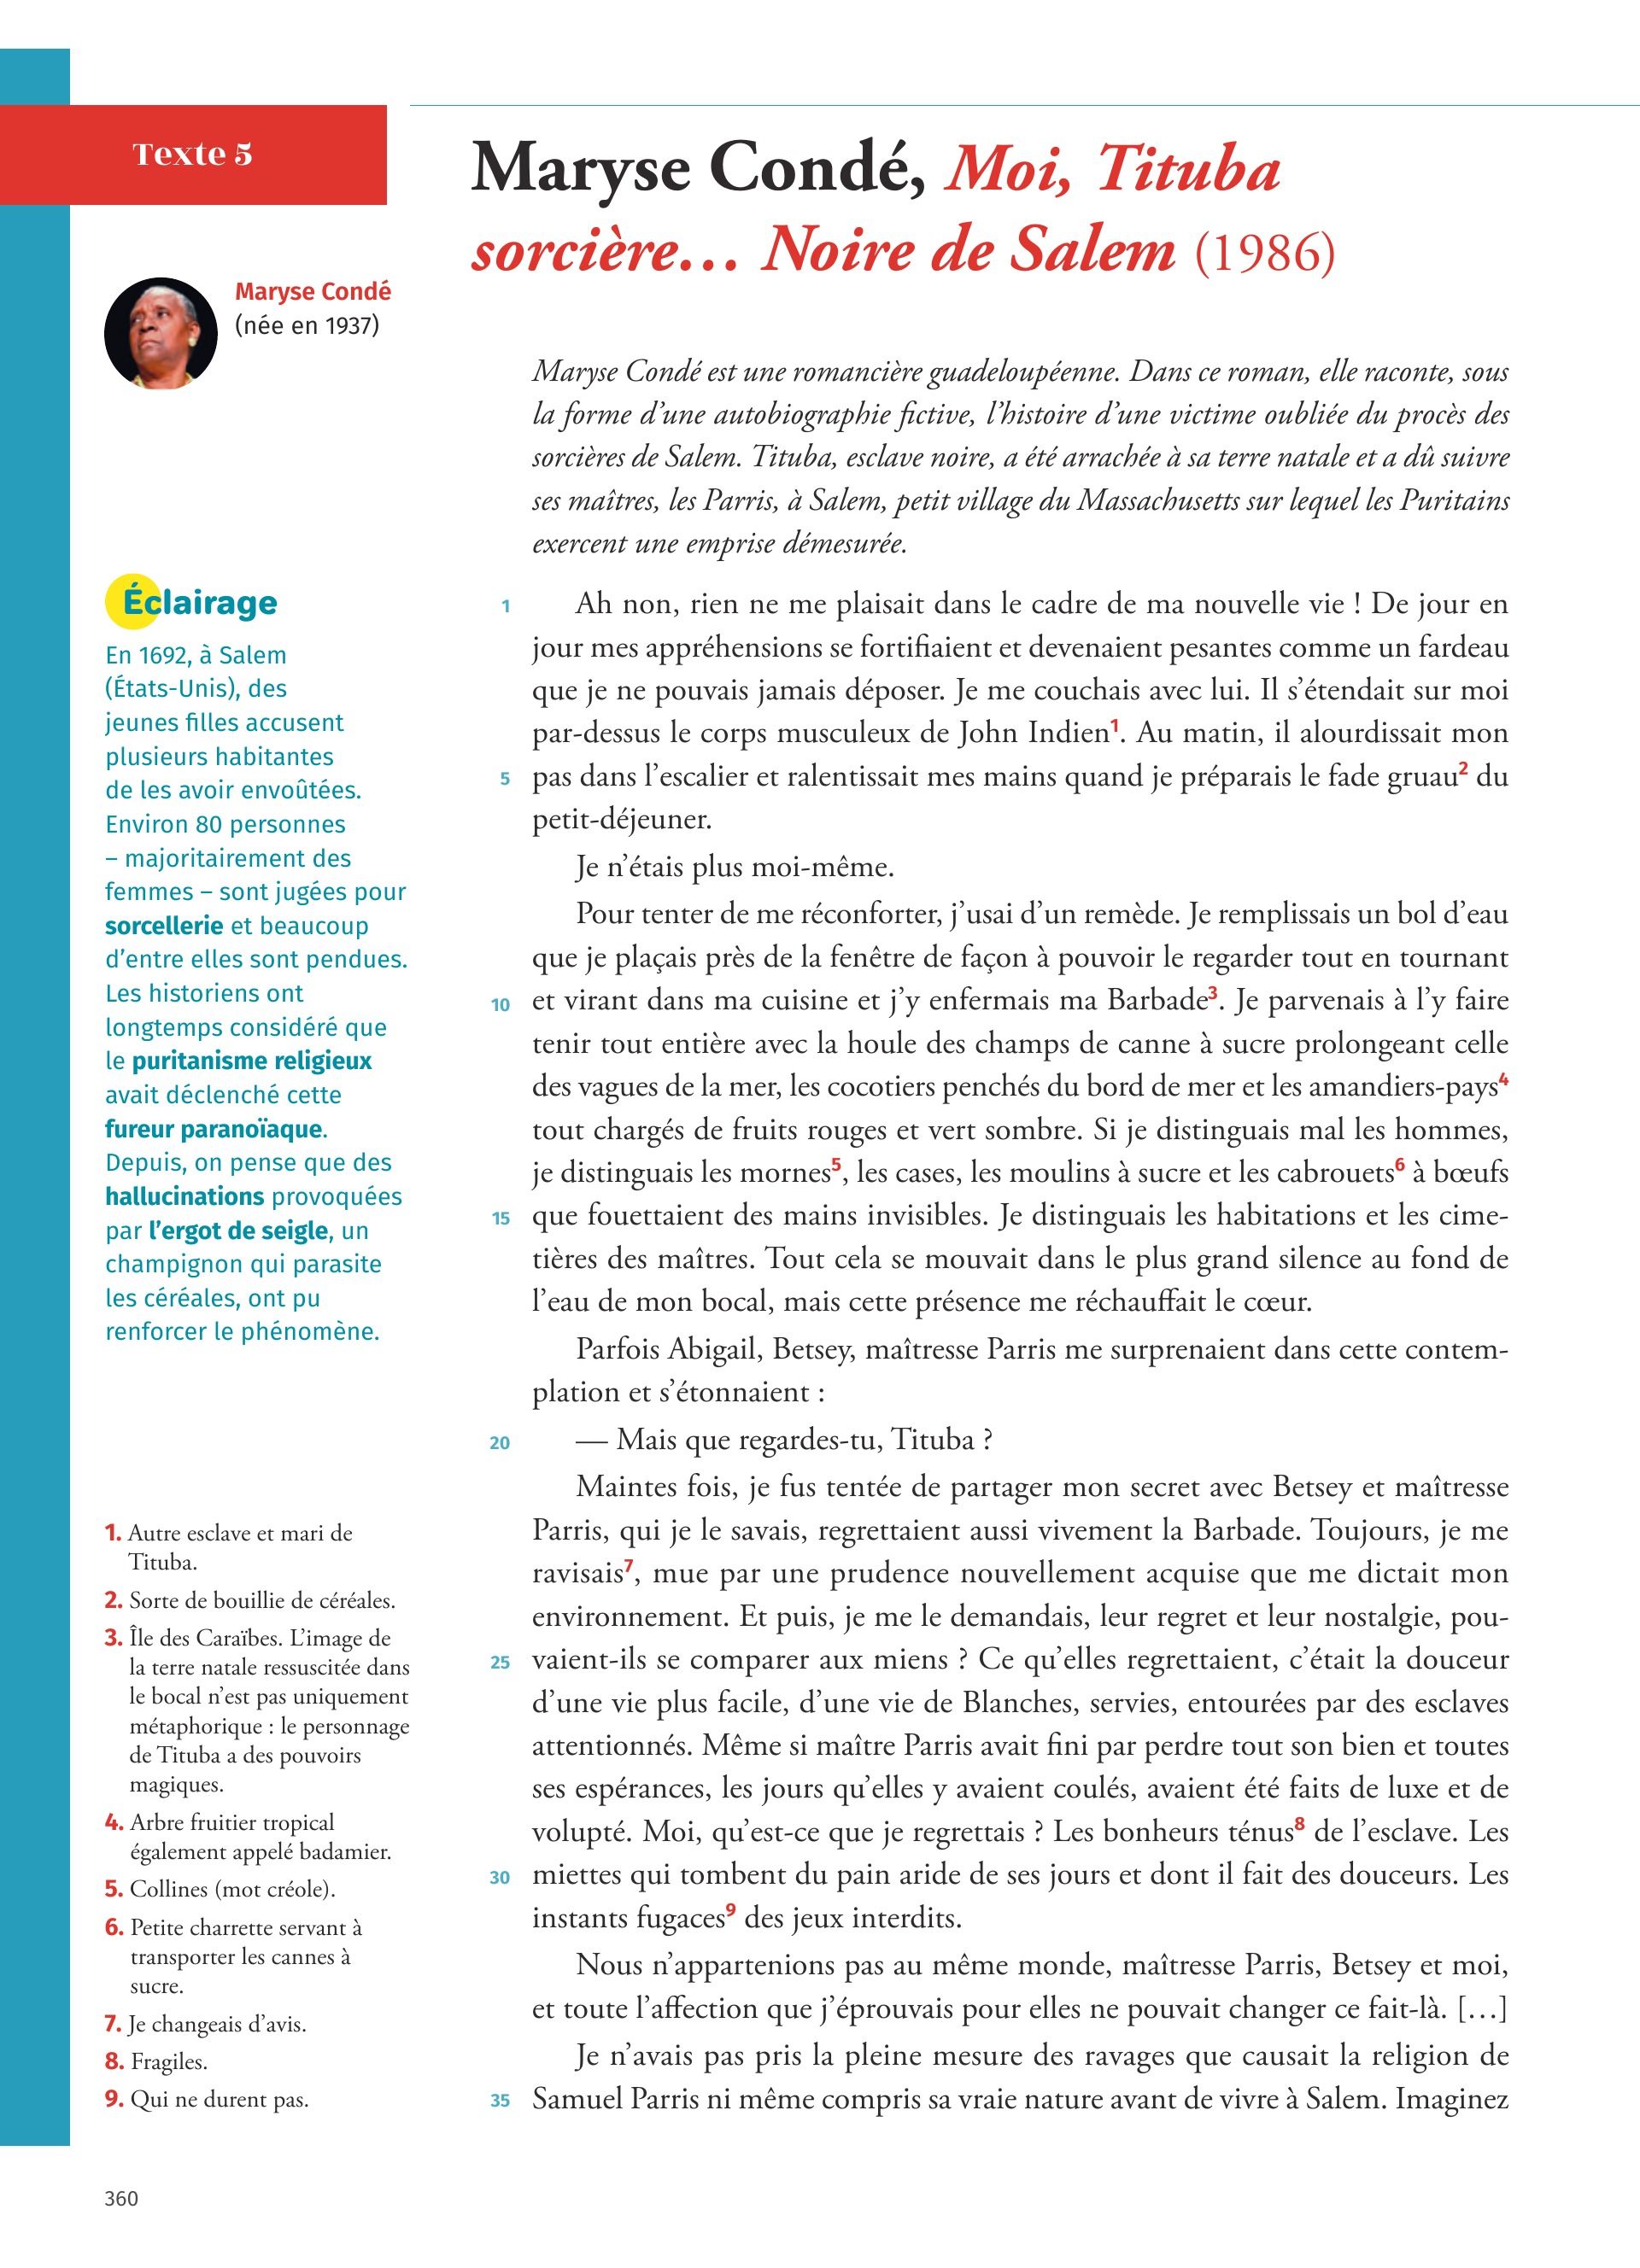 Texte 5
Maryse Condé, Moi, Tituba
sorcière… Noire de Salem (1986)
Maryse Condé
(née en 1937)
Maryse Condé est une romancière guadeloupéenne. Dans ce roman, elle raconte, sous
la forme d’une autobiographie fictive, l’histoire d’une victime oubliée du procès des
sorcières de Salem. Tituba, esclave noire, a été arrachée à sa terre natale et a dû suivre
ses maîtres, les Parris, à Salem, petit village du Massachusetts sur lequel les Puritains
exercent une emprise démesurée.
Éclairage
En 1692, à Salem
(États-Unis), des
jeunes filles accusent
plusieurs habitantes
de les avoir envoûtées.
Environ 80 personnes
– majoritairement des
femmes – sont jugées pour
sorcellerie et beaucoup
d’entre elles sont pendues.
Les historiens ont
longtemps considéré que
le puritanisme religieux
avait déclenché cette
fureur paranoïaque.
Depuis, on pense que des
hallucinations provoquées
par l’ergot de seigle, un
champignon qui parasite
les céréales, ont pu
renforcer le phénomène.
1 Ah non, rien ne me plaisait dans le cadre de ma nouvelle vie ! De jour en
jour mes appréhensions se fortifiaient et devenaient pesantes comme un fardeau
que je ne pouvais jamais déposer. Je me couchais avec lui. Il s’étendait sur moi
par-dessus le corps musculeux de John Indien1. Au matin, il alourdissait mon
5 pas dans l’escalier et ralentissait mes mains quand je préparais le fade gruau2 du
petit-déjeuner.
Je n’étais plus moi-même.
Pour tenter de me réconforter, j’usai d’un remède. Je remplissais un bol d’eau
que je plaçais près de la fenêtre de façon à pouvoir le regarder tout en tournant
10 et virant dans ma cuisine et j’y enfermais ma Barbade3. Je parvenais à l’y faire
tenir tout entière avec la houle des champs de canne à sucre prolongeant celle
des vagues de la mer, les cocotiers penchés du bord de mer et les amandiers-pays4
tout chargés de fruits rouges et vert sombre. Si je distinguais mal les hommes,
je distinguais les mornes5, les cases, les moulins à sucre et les cabrouets6 à bœufs
15 que fouettaient des mains invisibles. Je distinguais les habitations et les cime-
tières des maîtres. Tout cela se mouvait dans le plus grand silence au fond de
l’eau de mon bocal, mais cette présence me réchauffait le cœur.
Parfois Abigail, Betsey, maîtresse Parris me surprenaient dans cette contem-
plation et s’étonnaient :
20 — Mais que regardes-tu, Tituba ?
Maintes fois, je fus tentée de partager mon secret avec Betsey et maîtresse
Parris, qui je le savais, regrettaient aussi vivement la Barbade. Toujours, je me
ravisais7, mue par une prudence nouvellement acquise que me dictait mon
environnement. Et puis, je me le demandais, leur regret et leur nostalgie, pou-
25 vaient-ils se comparer aux miens ? Ce qu’elles regrettaient, c’était la douceur
d’une vie plus facile, d’une vie de Blanches, servies, entourées par des esclaves
attentionnés. Même si maître Parris avait fini par perdre tout son bien et toutes
ses espérances, les jours qu’elles y avaient coulés, avaient été faits de luxe et de
volupté. Moi, qu’est-ce que je regrettais ? Les bonheurs ténus8 de l’esclave. Les
30 miettes qui tombent du pain aride de ses jours et dont il fait des douceurs. Les
instants fugaces9 des jeux interdits.
Nous n’appartenions pas au même monde, maîtresse Parris, Betsey et moi,
et toute l’affection que j’éprouvais pour elles ne pouvait changer ce fait-là. […]
Je n’avais pas pris la pleine mesure des ravages que causait la religion de
35 Samuel Parris ni même compris sa vraie nature avant de vivre à Salem. Imaginez
1. Autre esclave et mari de
Tituba.
2. Sorte de bouillie de céréales.
3. Île des Caraïbes. L’image de
la terre natale ressuscitée dans
le bocal n’est pas uniquement
métaphorique : le personnage
de Tituba a des pouvoirs
magiques.
4. Arbre fruitier tropical
également appelé badamier.
5. Collines (mot créole).
6. Petite charrette servant à
transporter les cannes à
sucre.
7. Je changeais d’avis.
8. Fragiles.
9. Qui ne durent pas.
360